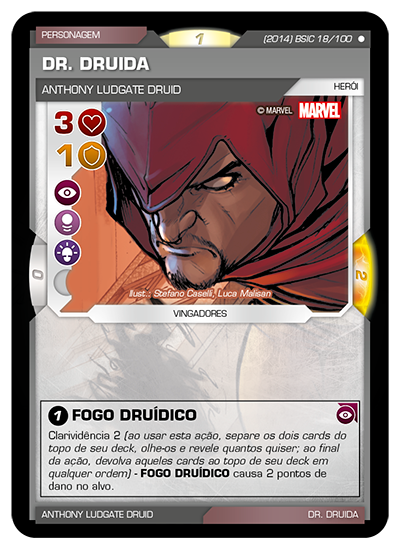 PERSONAGEM
1
(2014) BSIC 18/100
DR. DRUIDA
ANTHONY LUDGATE DRUID
HERÓI
3
© MARVEL MARVEL
1
0
2
Ilust.: Stefano Caselli, Luca Malisan
VINGADORES
1 FOGO DRUÍDICO
Clarividência 2 (ao usar esta ação, separe os dois cards do
topo de seu deck, olhe-os e revele quantos quiser; ao final
da ação, devolva aqueles cards ao topo de seu deck em
qualquer ordem) - FOGO DRUÍDICO causa 2 pontos de
dano no alvo.
ANTHONY LUDGATE DRUID
DR. DRUIDA